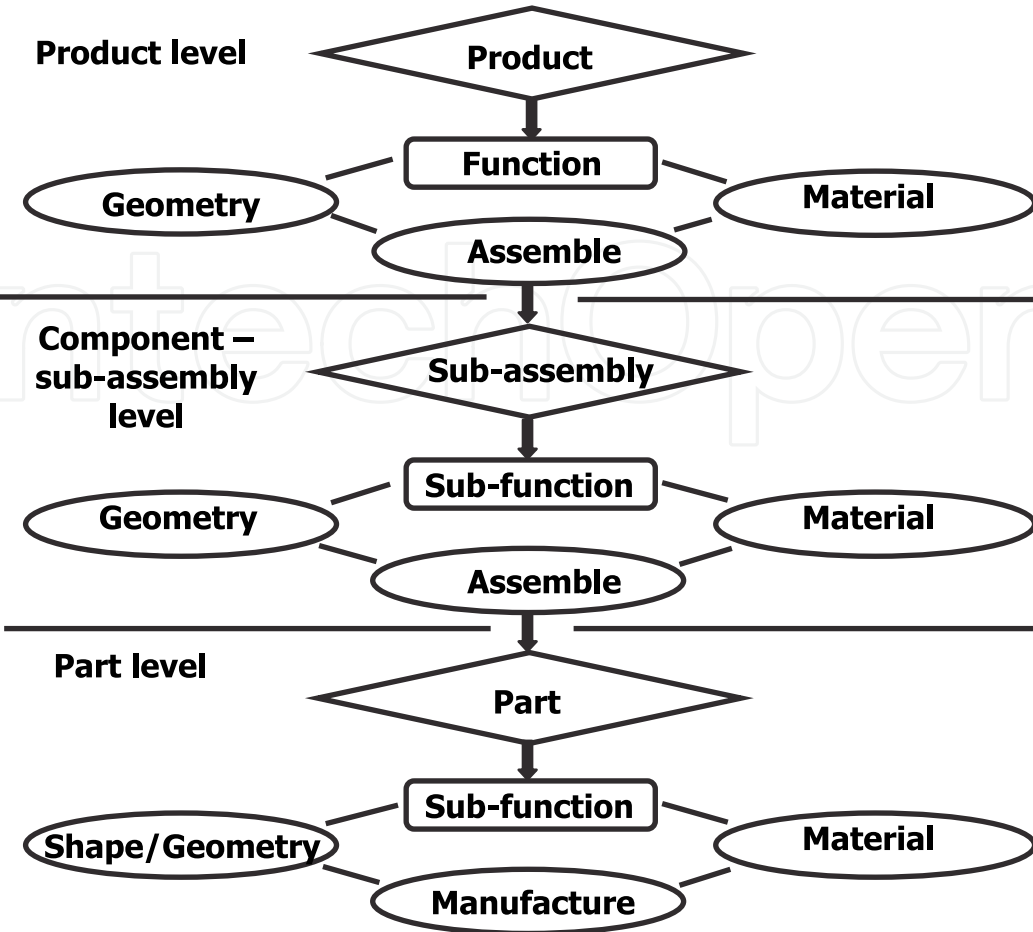 Product level
Product
Function
Geometry
Material
Assemble
Component –
sub-assembly
level
Sub-assembly
Sub-function
Geometry
Material
Assemble
Part level
Part
Sub-function
Shape/Geometry
Material
Manufacture
ntechOpen